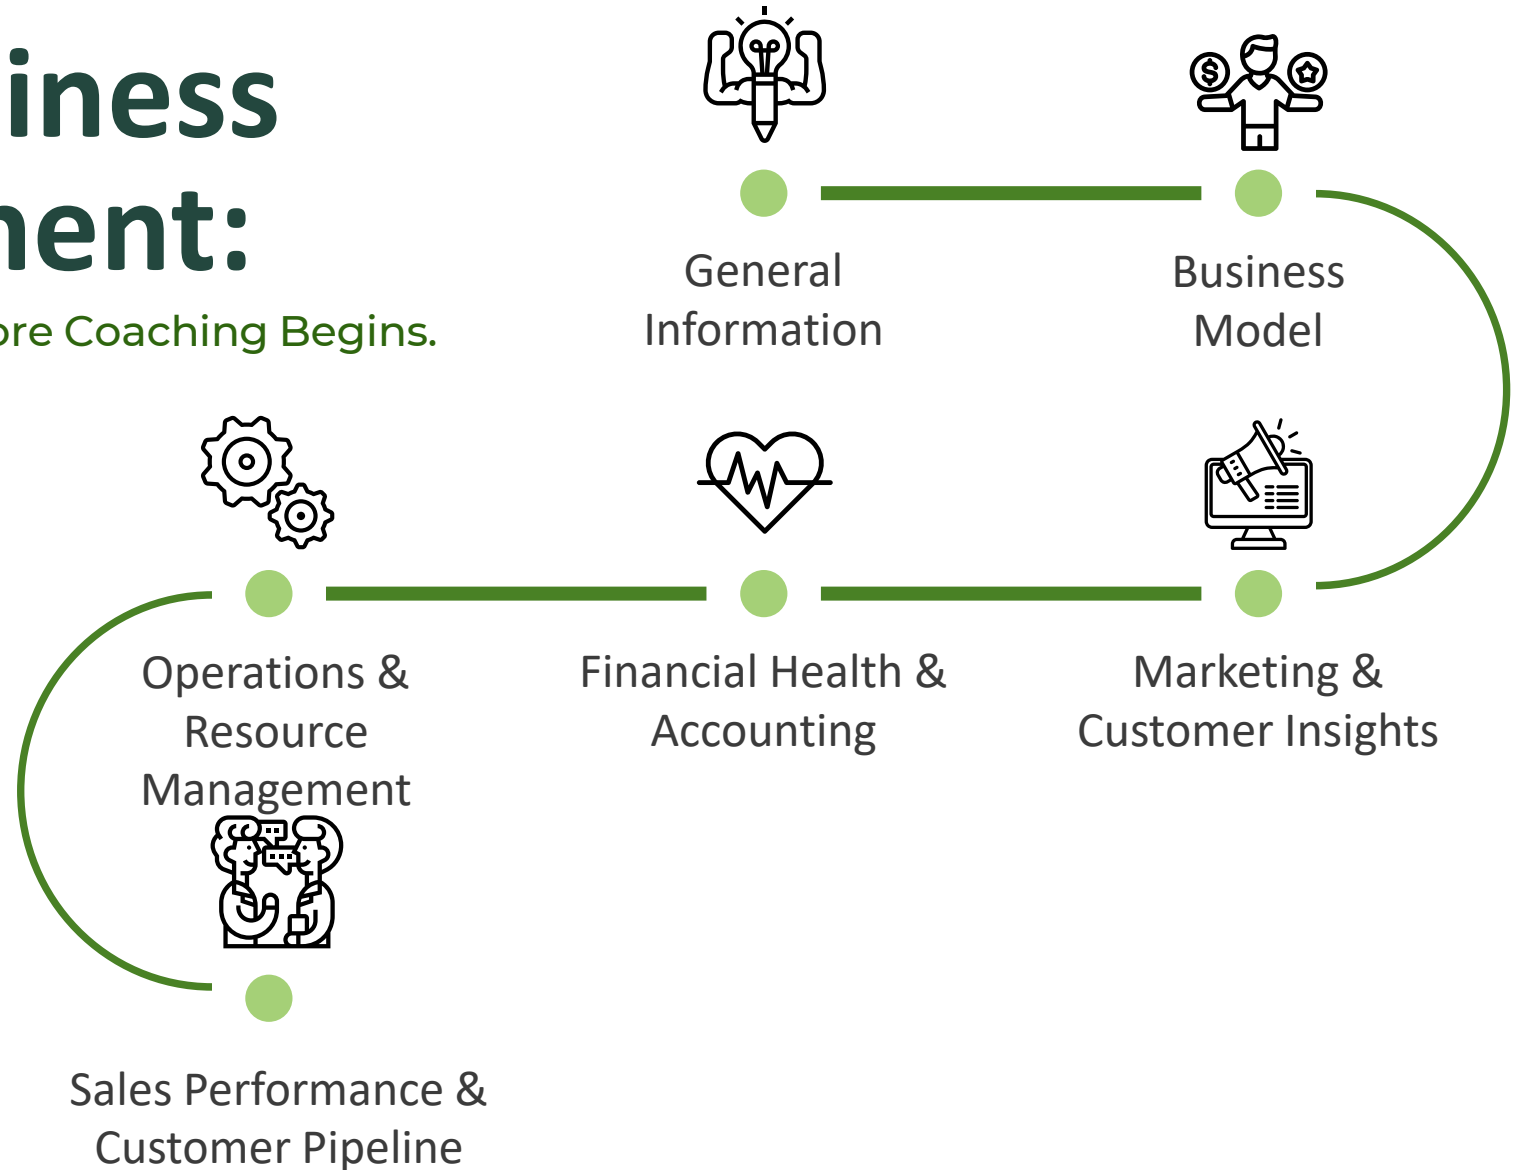 iness
nent:
ore Coaching Begins.
General
Information
Business
Model
Operations &
Resource
Management
Financial Health &
Accounting
Marketing &
Customer Insights
Sales Performance &
Customer Pipeline